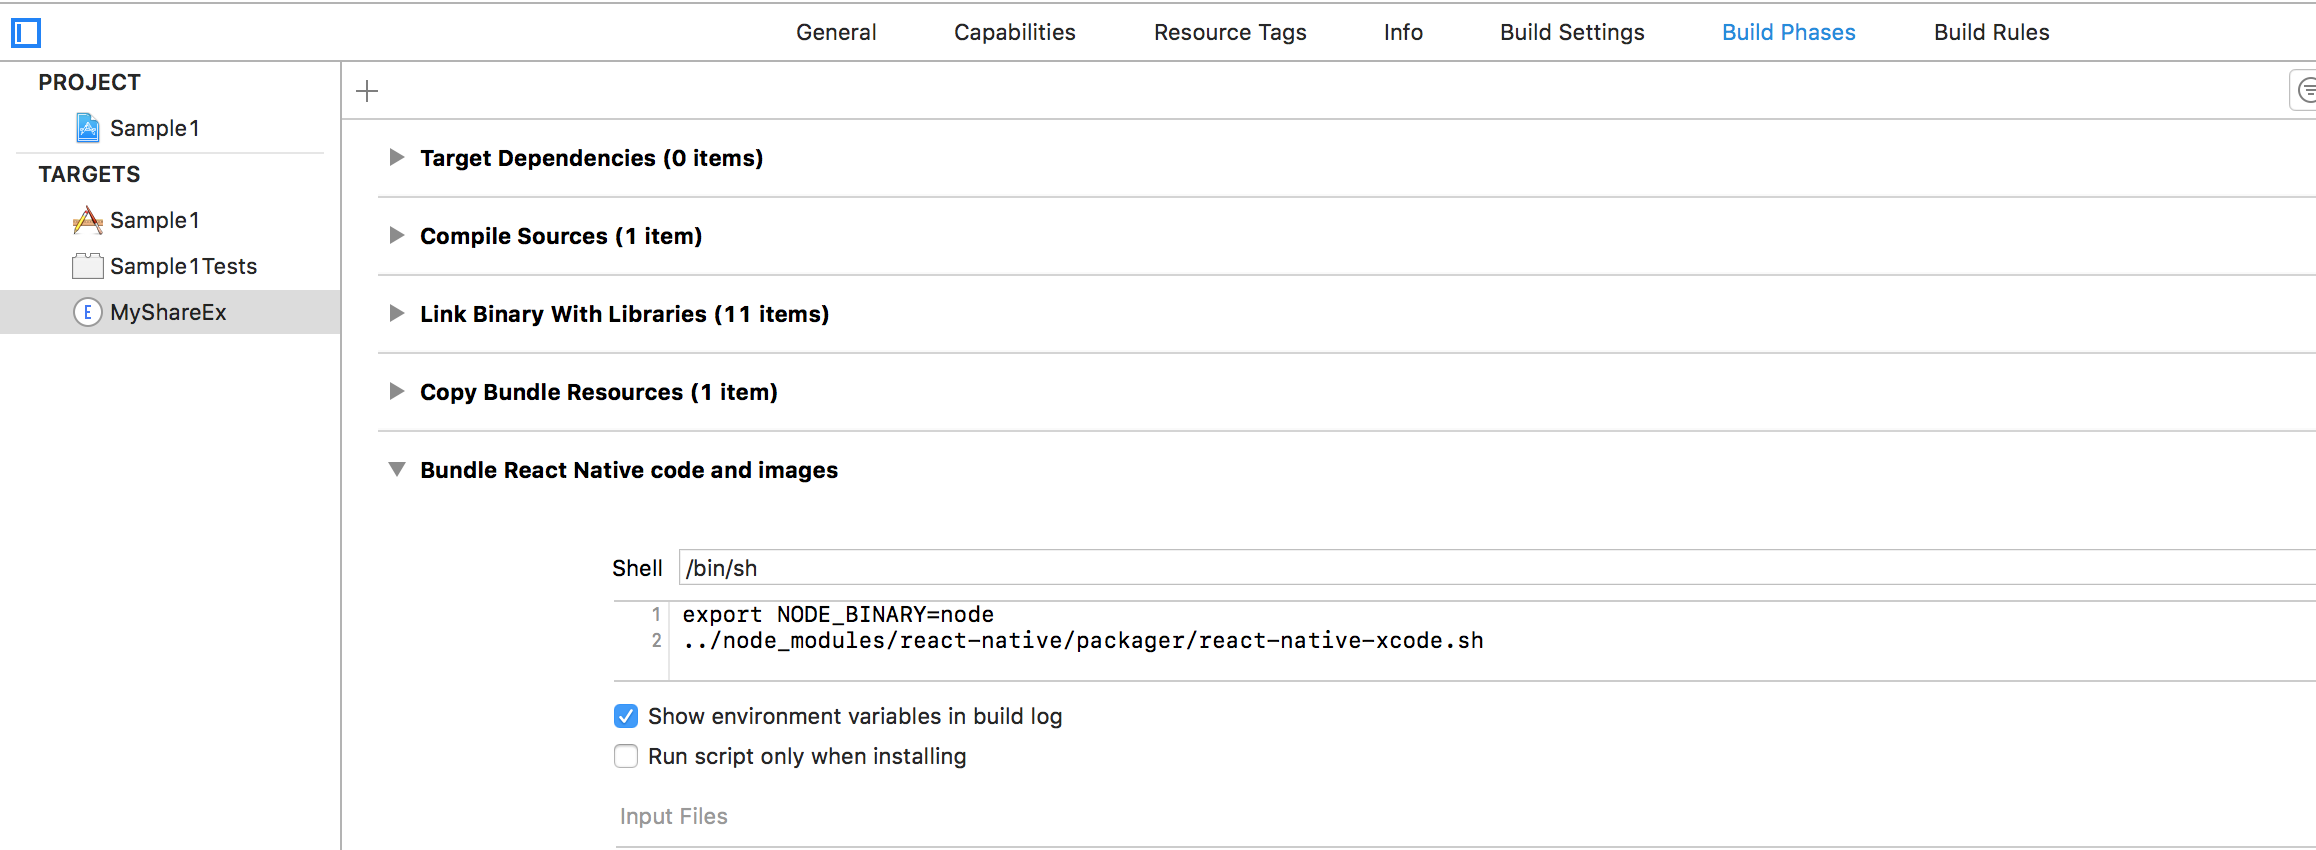 General Capabilities Resource Tags Info Build Settings Build Phases Build Rules
PROJECT
Sample1
TARGETS
Sample1
Sample1Tests
E MyShareEx
Target Dependencies (0 items)
Compile Sources (1 item)
Link Binary With Libraries (11 items)
Copy Bundle Resources (1 item)
Bundle React Native code and images
Shell /bin/sh
1 export NODE_BINARY=node
2 ../node_modules/react-native/packager/react-native-xcode.sh
Show environment variables in build log
Run script only when installing
Input Files